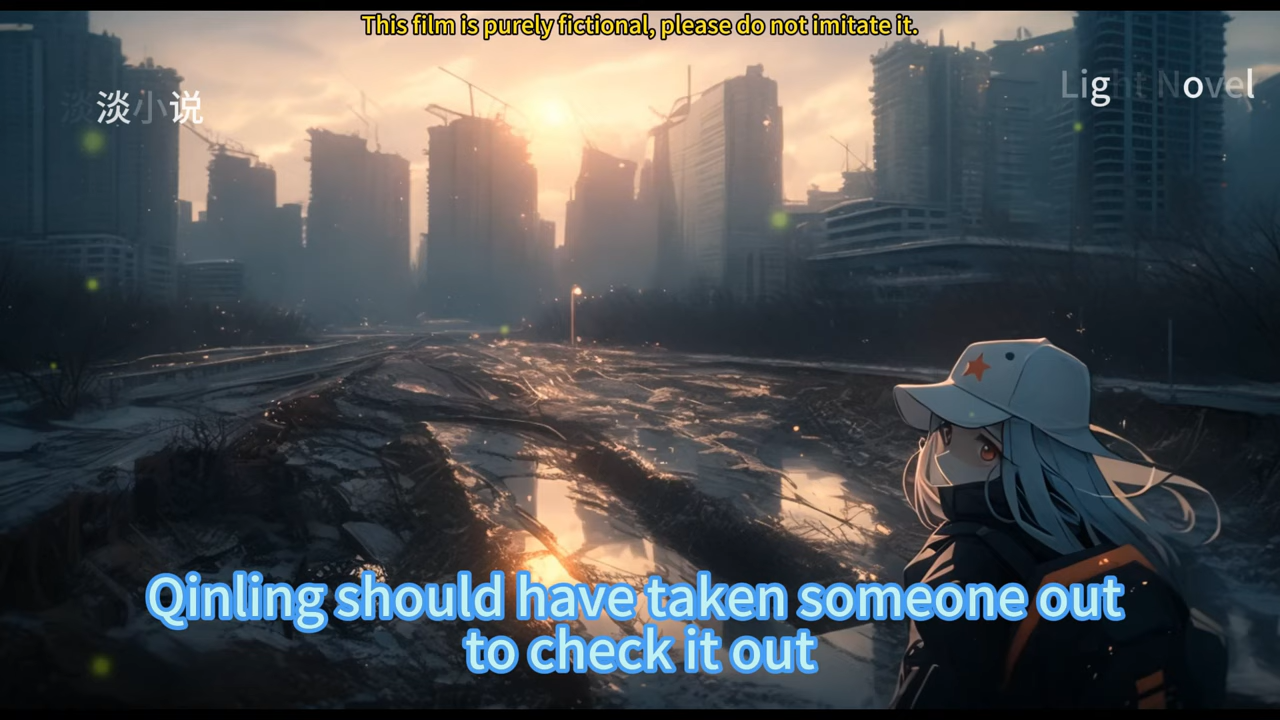 This film is purely fictional, please do not imitate it.
淡淡小说
Light Novel
Qinling should have taken someone out
to check it out